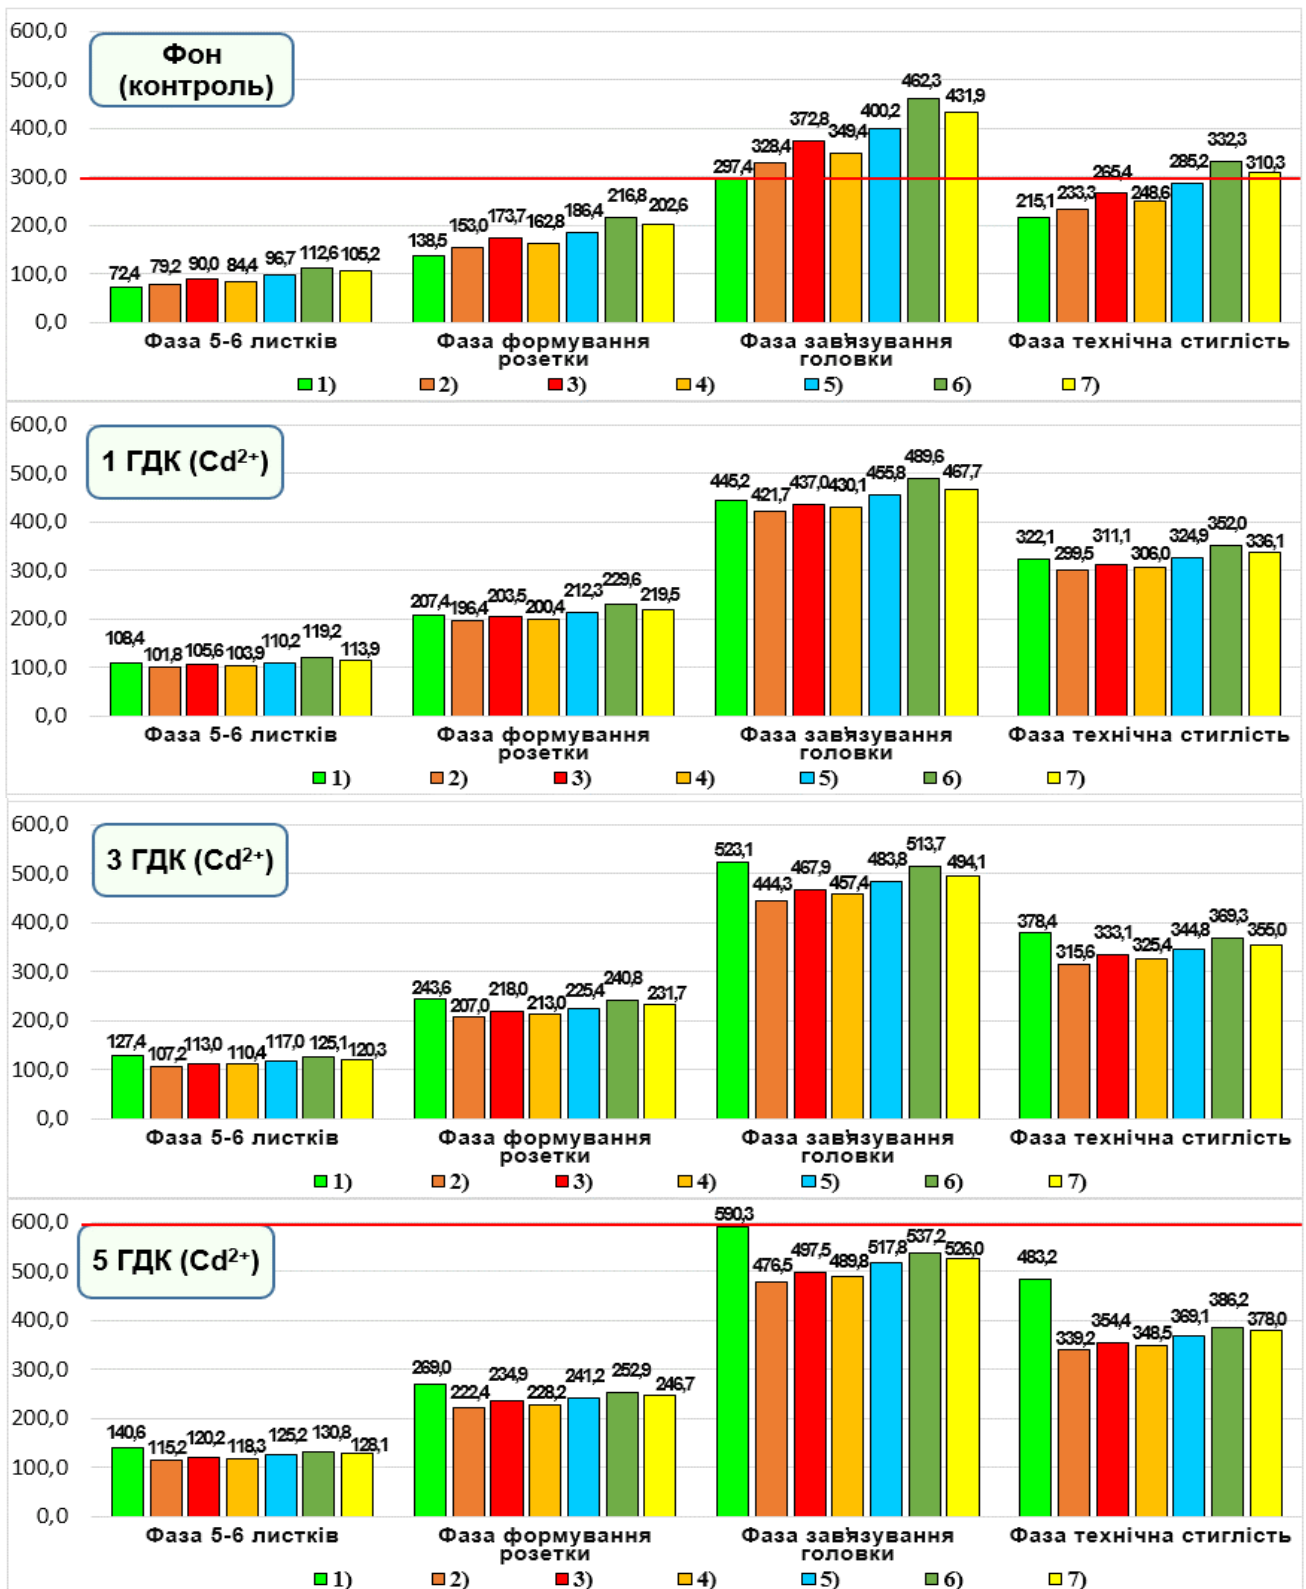 600,0
Фон
(контроль)
500,0
462,3
431,9
400,0
400,2
372,8
349,4
328,4
332,3
310,3
300,0
297,4
285,2
265,4
248,6
233,3
215,1
216,8
202,6
200,0
186,4
173,7
162,8
153,0
138,5
112,6
105,2
100,0
96,7
90,0
84,4
79,2
72,4
0,0
Фаза 5-6 листків
Фаза формування
розетки
Фаза зав'язування
головки
Фаза технічна стиглість
1) 2) 3) 4) 5) 6) 7)
600,0
1 ГДК (Cd²⁺)
500,0
445,2 421,7 437,0 430,1 455,8 489,6 467,7
400,0
322,1 299,5 311,1 306,0 324,9 352,0 336,1
300,0
207,4 196,4 203,5 200,4 212,3 229,6 219,5
200,0
108,4 101,8 105,6 103,9 110,2 119,2 113,9
100,0
0,0
Фаза 5-6 листків
Фаза формування
розетки
Фаза зав'язування
головки
Фаза технічна стиглість
1) 2) 3) 4) 5) 6) 7)
600,0
3 ГДК (Cd²⁺)
523,1 444,3 467,9 457,4 483,8 513,7 494,1
500,0
400,0
378,4 315,6 333,1 325,4 344,8 369,3 355,0
300,0
243,6 207,0 218,0 213,0 225,4 240,8 231,7
200,0
127,4 107,2 113,0 110,4 117,0 125,1 120,3
100,0
0,0
Фаза 5-6 листків
Фаза формування
розетки
Фаза зав'язування
головки
Фаза технічна стиглість
1) 2) 3) 4) 5) 6) 7)
600,0
5 ГДК (Cd²⁺)
590,3 476,5 497,5 489,8 517,8 537,2 526,0
500,0
483,2 339,2 354,4 348,5 369,1 386,2 378,0
400,0
300,0
269,0 222,4 234,9 228,2 241,2 252,9 246,7
200,0
140,6 115,2 120,2 118,3 125,2 130,8 128,1
100,0
0,0
Фаза 5-6 листків
Фаза формування
розетки
Фаза зав'язування
головки
Фаза технічна стиглість
1) 2) 3) 4) 5) 6) 7)